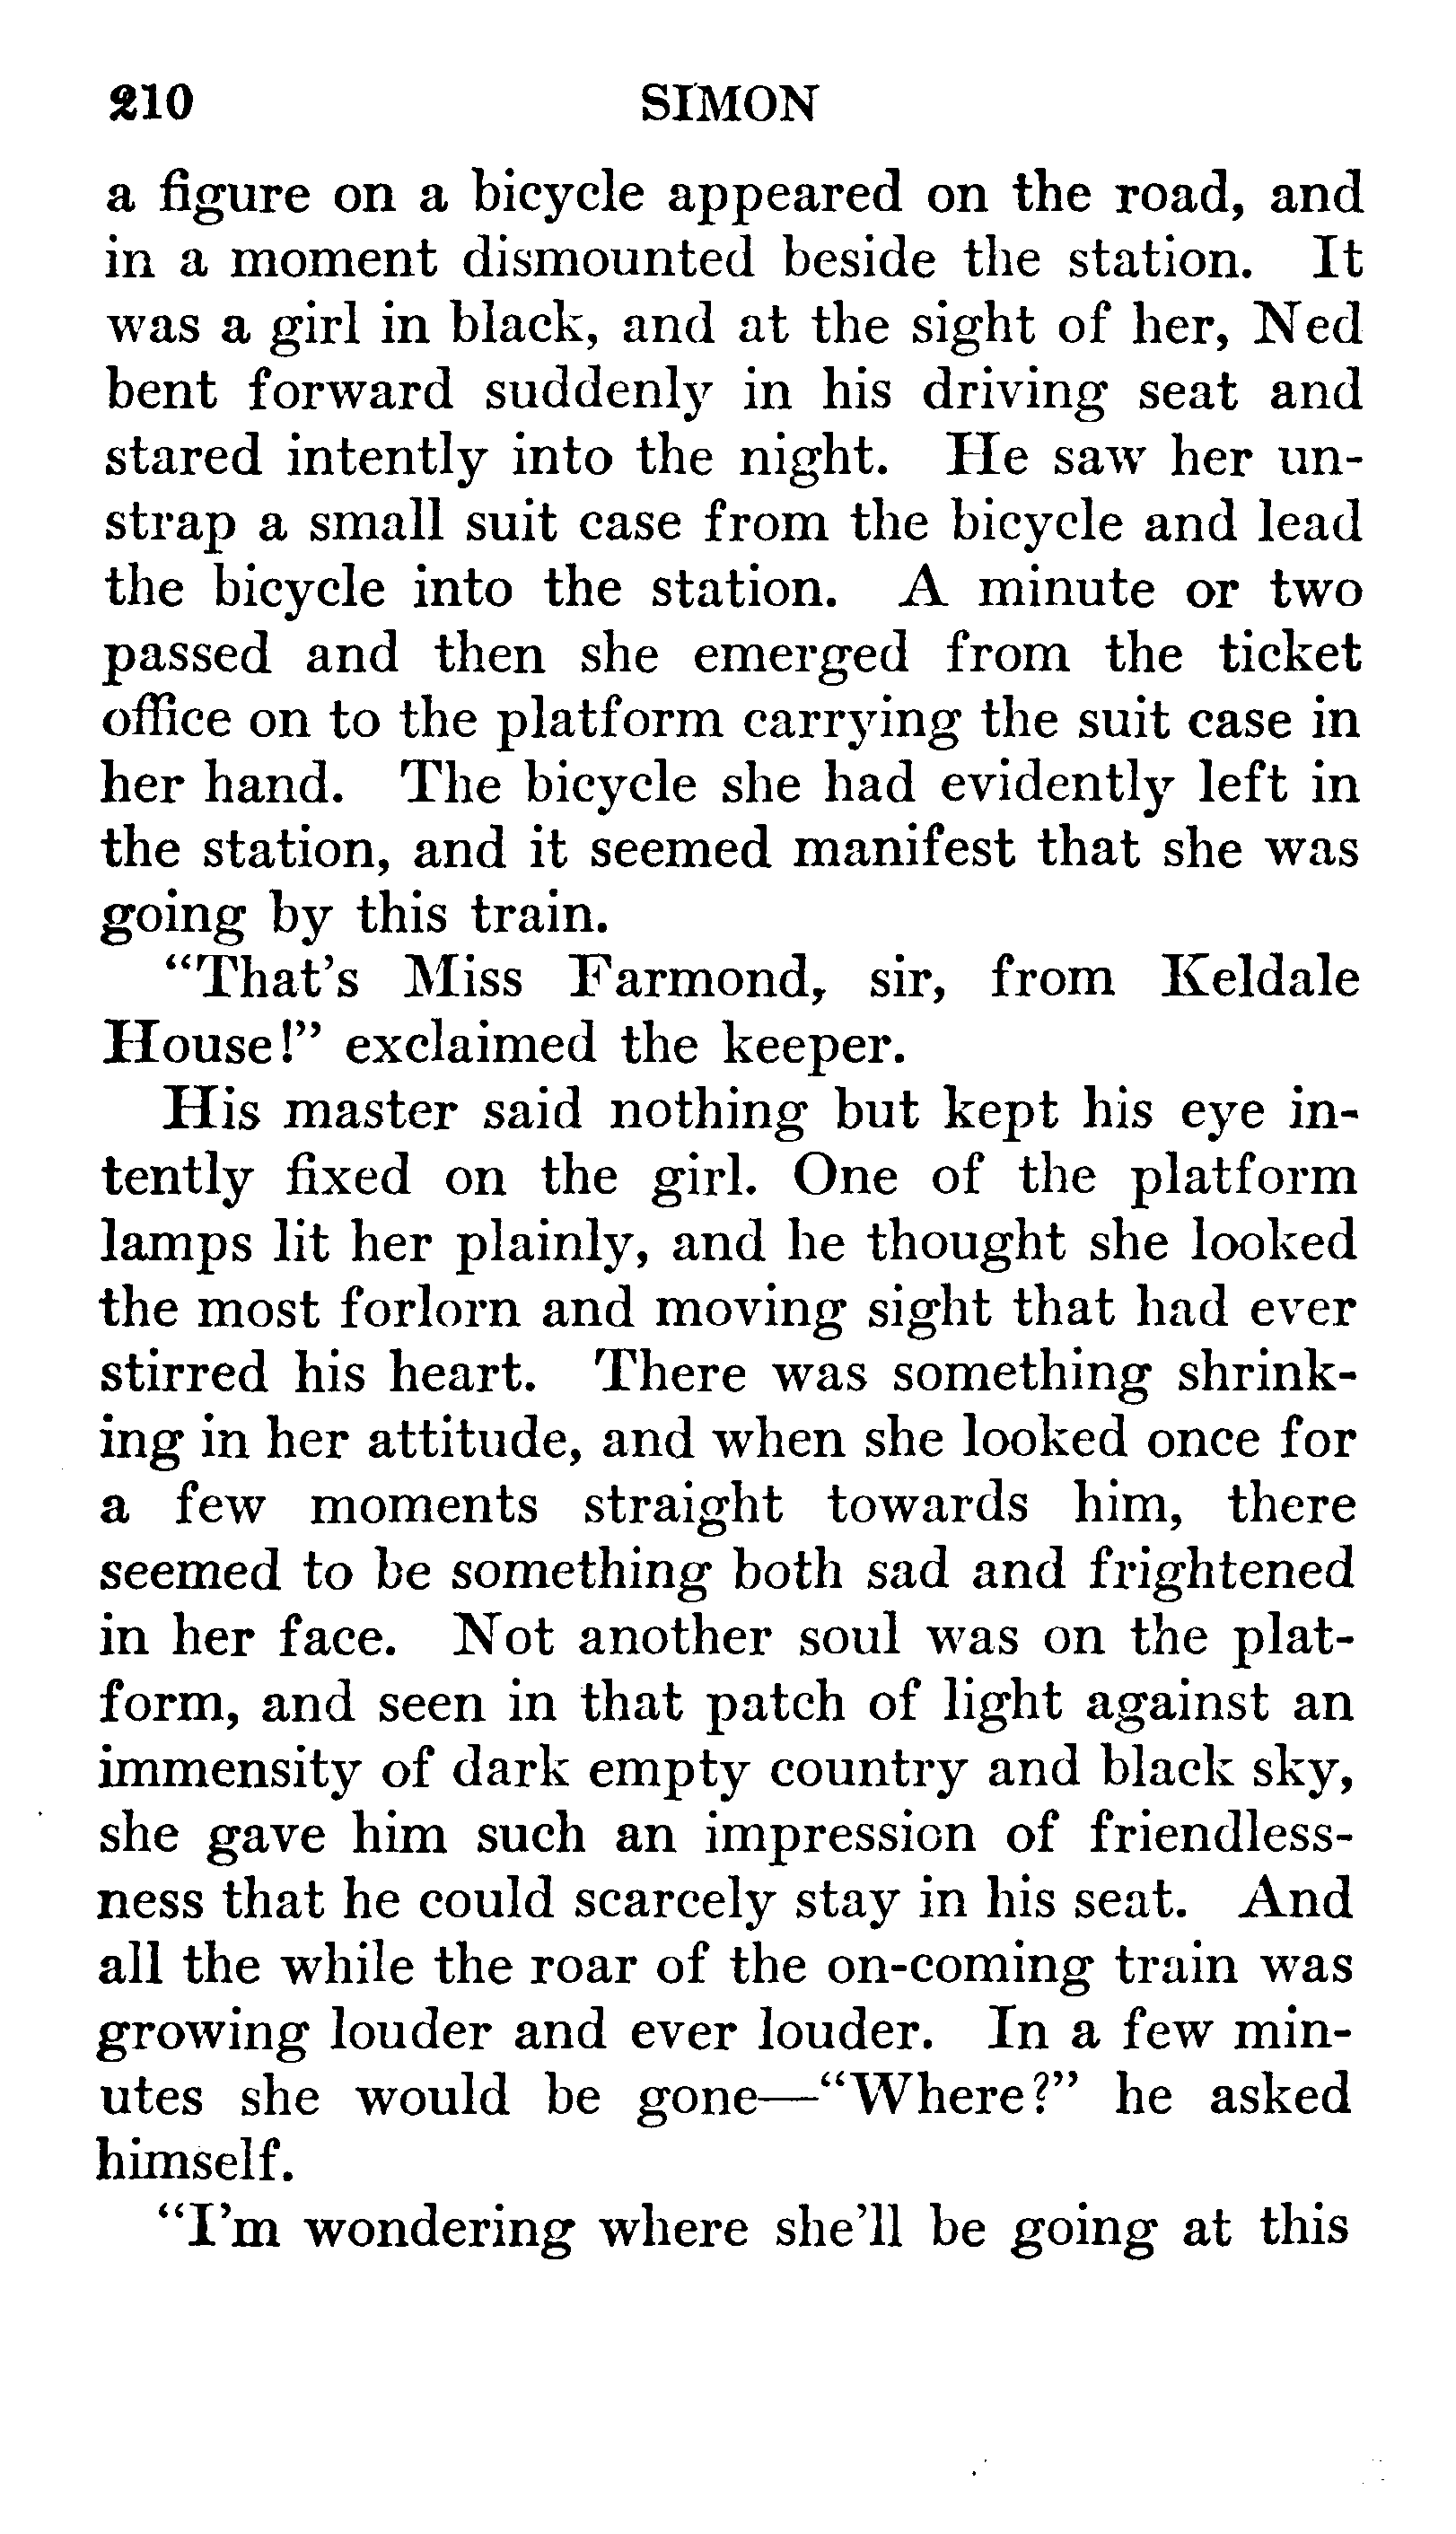 210 SIMON
a figure on a bicycle appeared on the road, and
in a moment dismounted beside the station. It
was a girl in black, and at the sight of her, Ned
bent forward suddenly in his driving seat and
stared intently into the night. He saw her un-
strap a small suit case from the bicycle and lead
the bicycle into the station. A minute or two
passed and then she emerged from the ticket
office on to the platform carrying the suit case in
her hand. The bicycle she had evidently left in
the station, and it seemed manifest that she was
going by this train.
"That's Miss Farmond, sir, from Keldale
House!" exclaimed the keeper.
His master said nothing but kept his eye in-
tently fixed on the girl. One of the platform
lamps lit her plainly, and he thought she looked
the most forlorn and moving sight that had ever
stirred his heart. There was something shrink-
ing in her attitude, and when she looked once for
a few moments straight towards him, there
seemed to be something both sad and frightened
in her face. Not another soul was on the plat-
form, and seen in that patch of light against an
immensity of dark empty country and black sky,
she gave him such an impression of friendless-
ness that he could scarcely stay in his seat. And
all the while the roar of the on-coming train was
growing louder and ever louder. In a few min-
utes she would be gone—"Where?" he asked
himself.
"I'm wondering where she'll be going at this